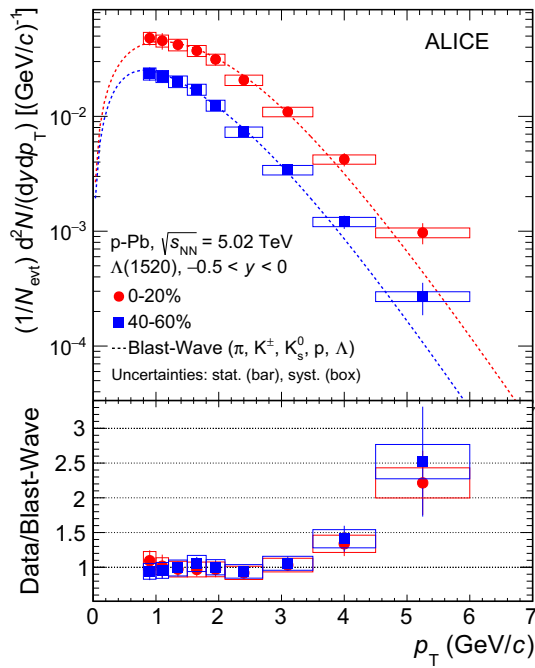 ALICE
(1/N_evt) d²N/(dydp_T) [(GeV/c)⁻¹]
10⁻²
10⁻³
10⁻⁴
p-Pb, √s_NN = 5.02 TeV
Λ(1520), −0.5 < y < 0
0-20%
40-60%
Blast-Wave (π, K±, K⁰_s, p, Λ)
Uncertainties: stat. (bar), syst. (box)
Data/Blast-Wave
3
2.5
2
1.5
1
0 1 2 3 4 5 6 7
p_T (GeV/c)